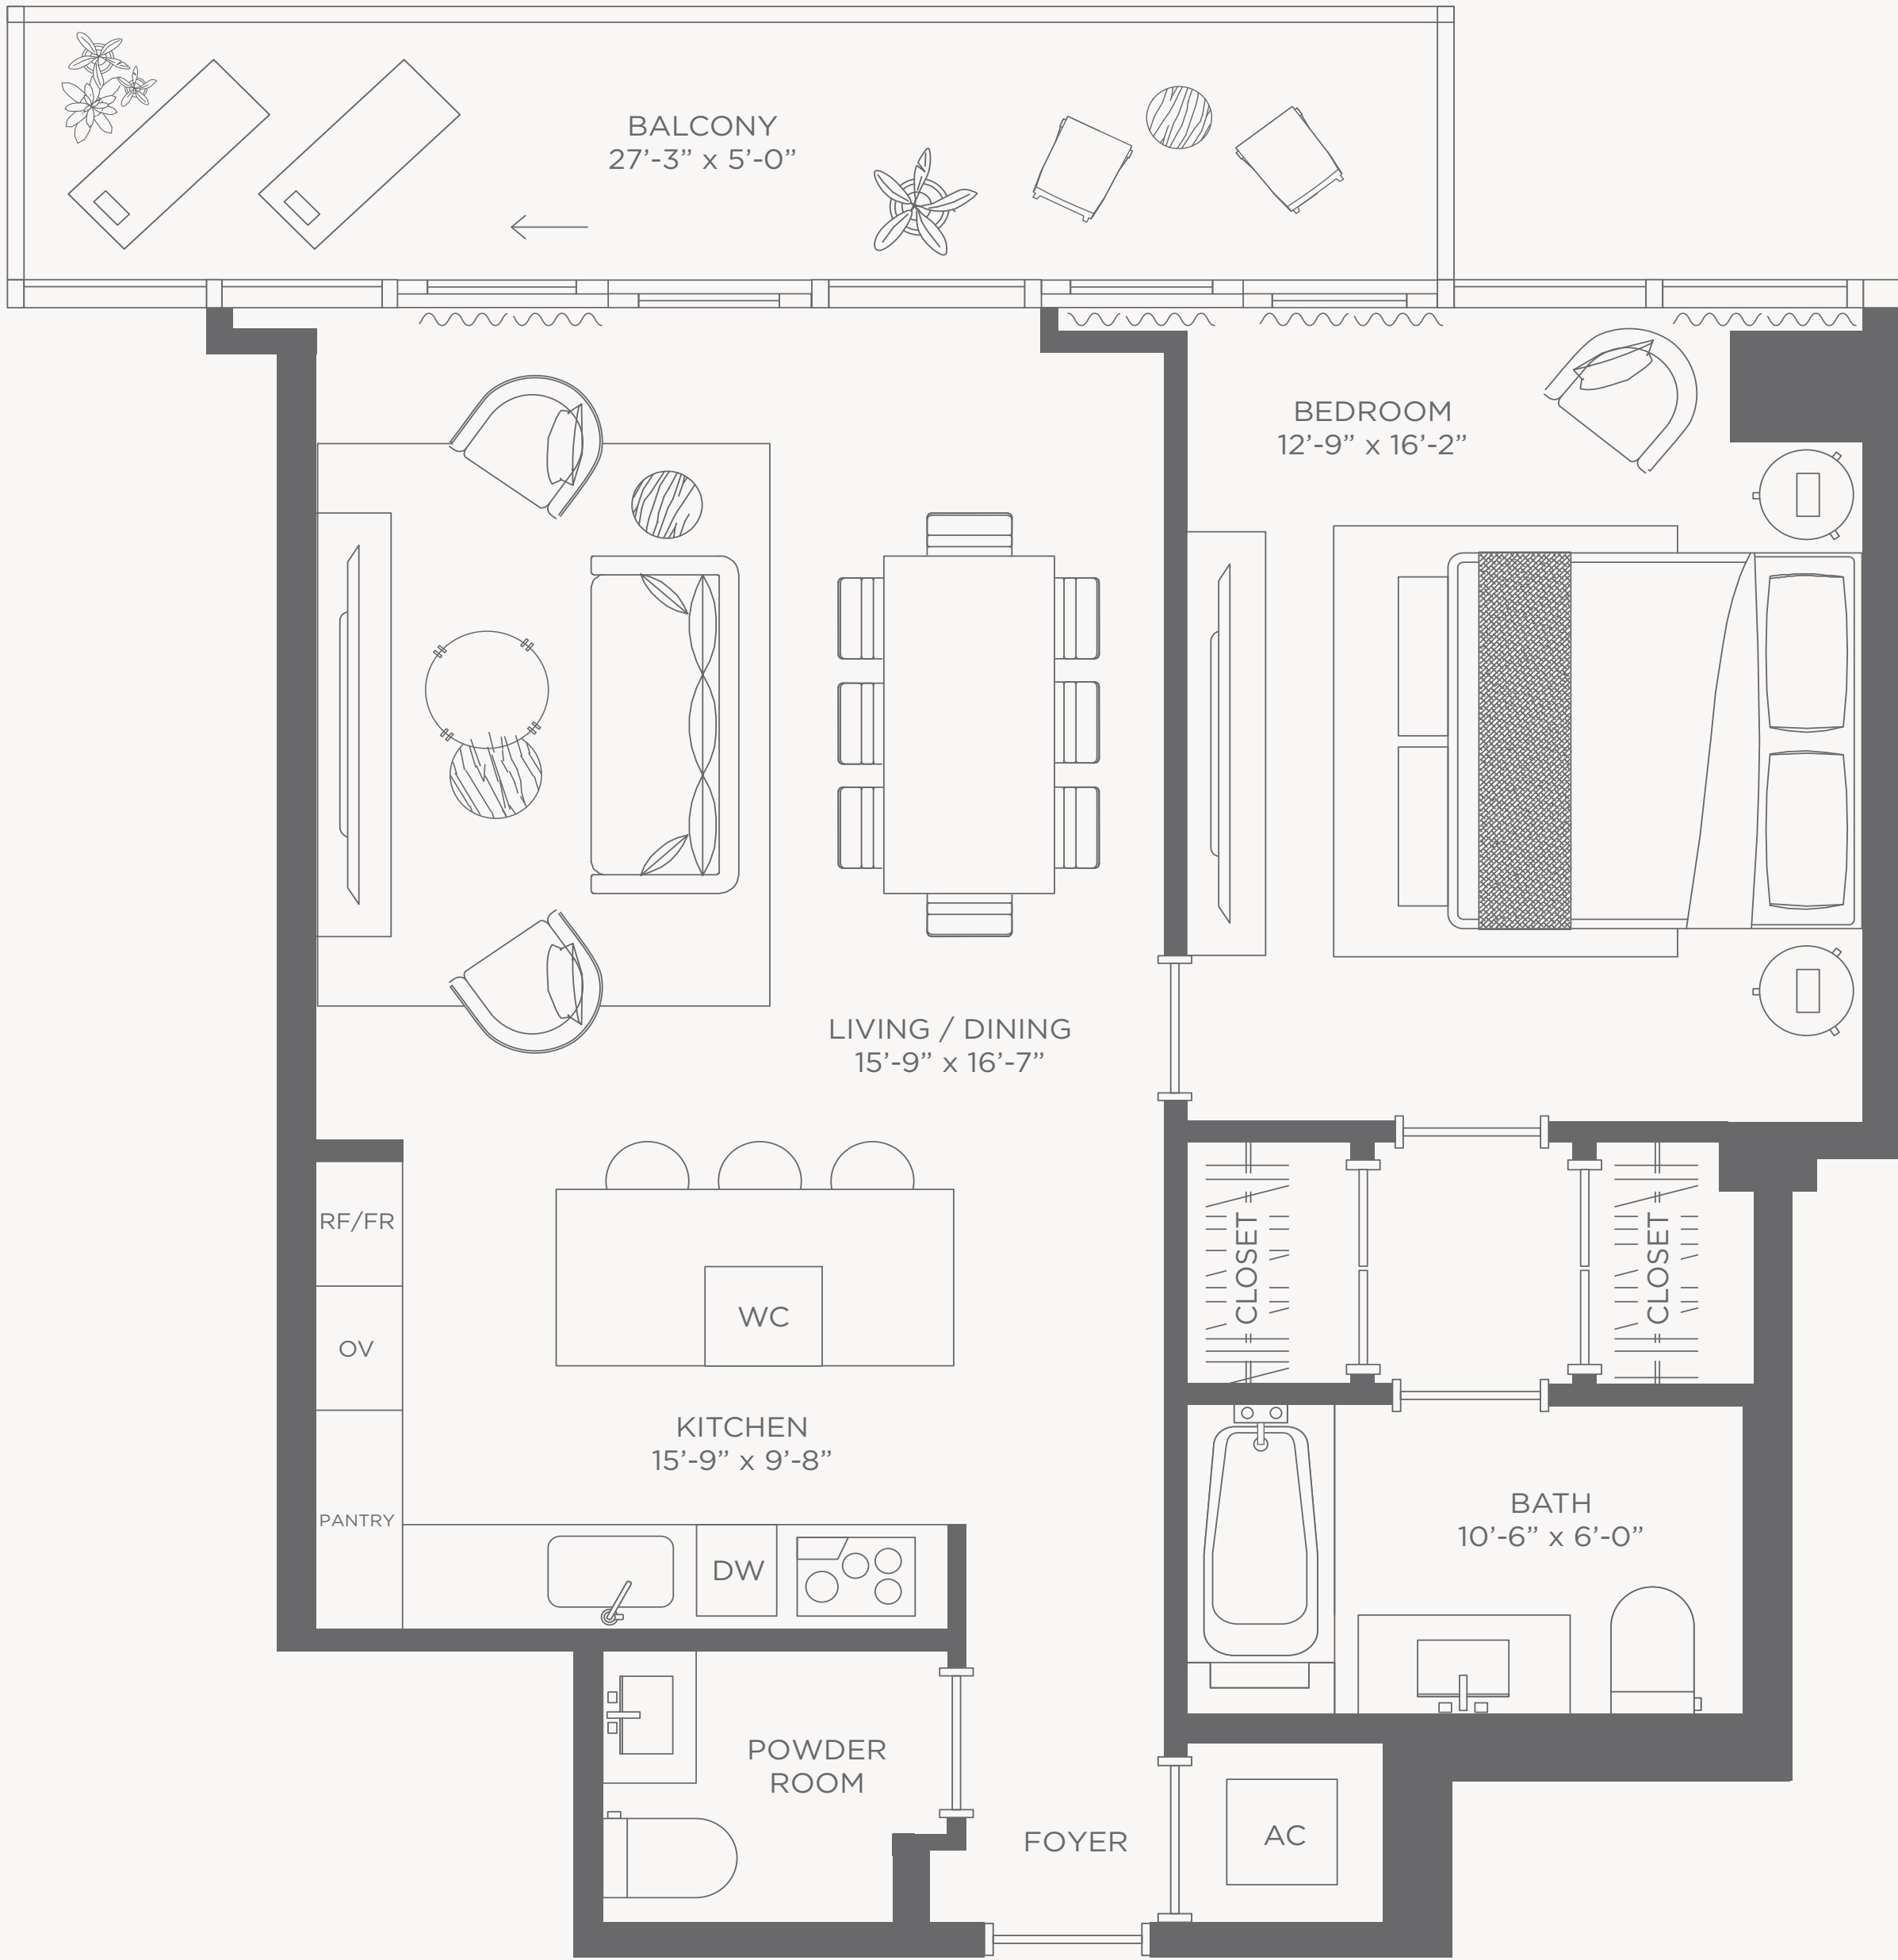 BALCONY
27’-3” x 5’-0”
BEDROOM
12’-9” x 16’-2”
LIVING / DINING
15’-9” x 16’-7”
RF/FR
OV
PANTRY
WC
KITCHEN
15’-9” x 9’-8”
DW
CLOSET
CLOSET
BATH
10’-6” x 6’-0”
POWDER
ROOM
FOYER
AC